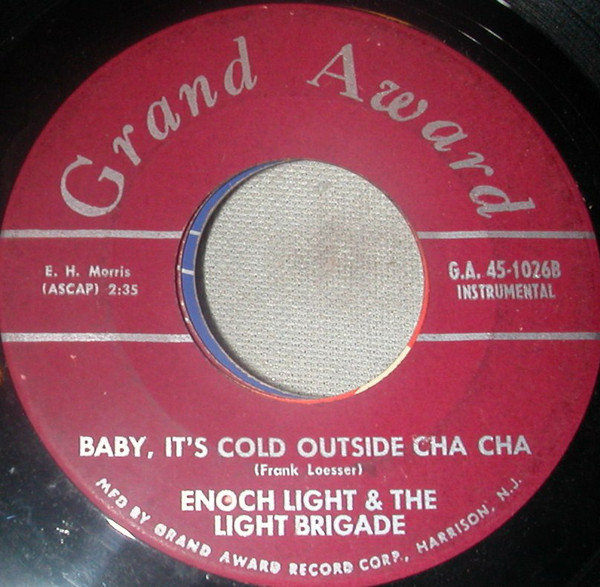 Grand Award
E. H. Morris
(ASCAP) 2:35
G.A. 45-1026B
INSTRUMENTAL
BABY, IT'S COLD OUTSIDE CHA CHA
(Frank Loesser)
ENOCH LIGHT & THE
LIGHT BRIGADE
MFD BY GRAND AWARD RECORD CORP., HARRISON, N.J.